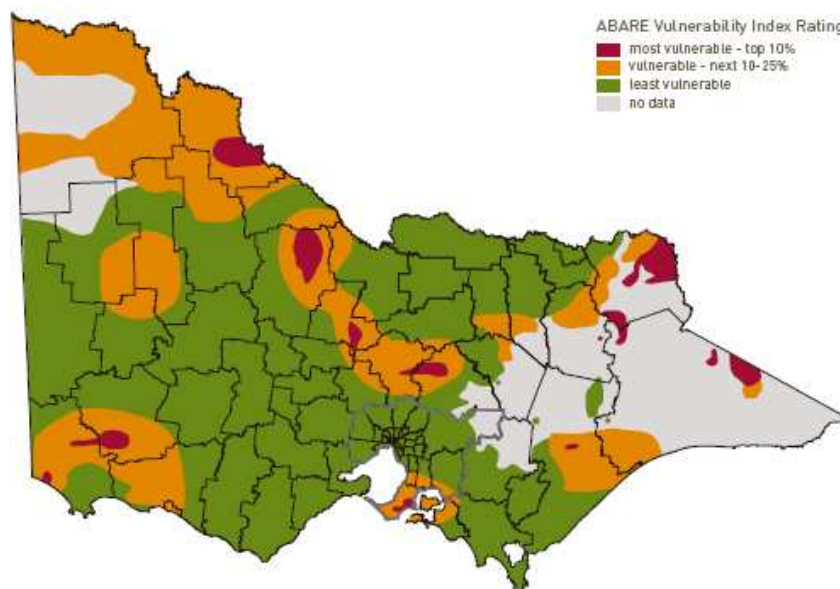 ABARE Vulnerability Index Rating
most vulnerable - top 10%
vulnerable - next 10-25%
least vulnerable
no data